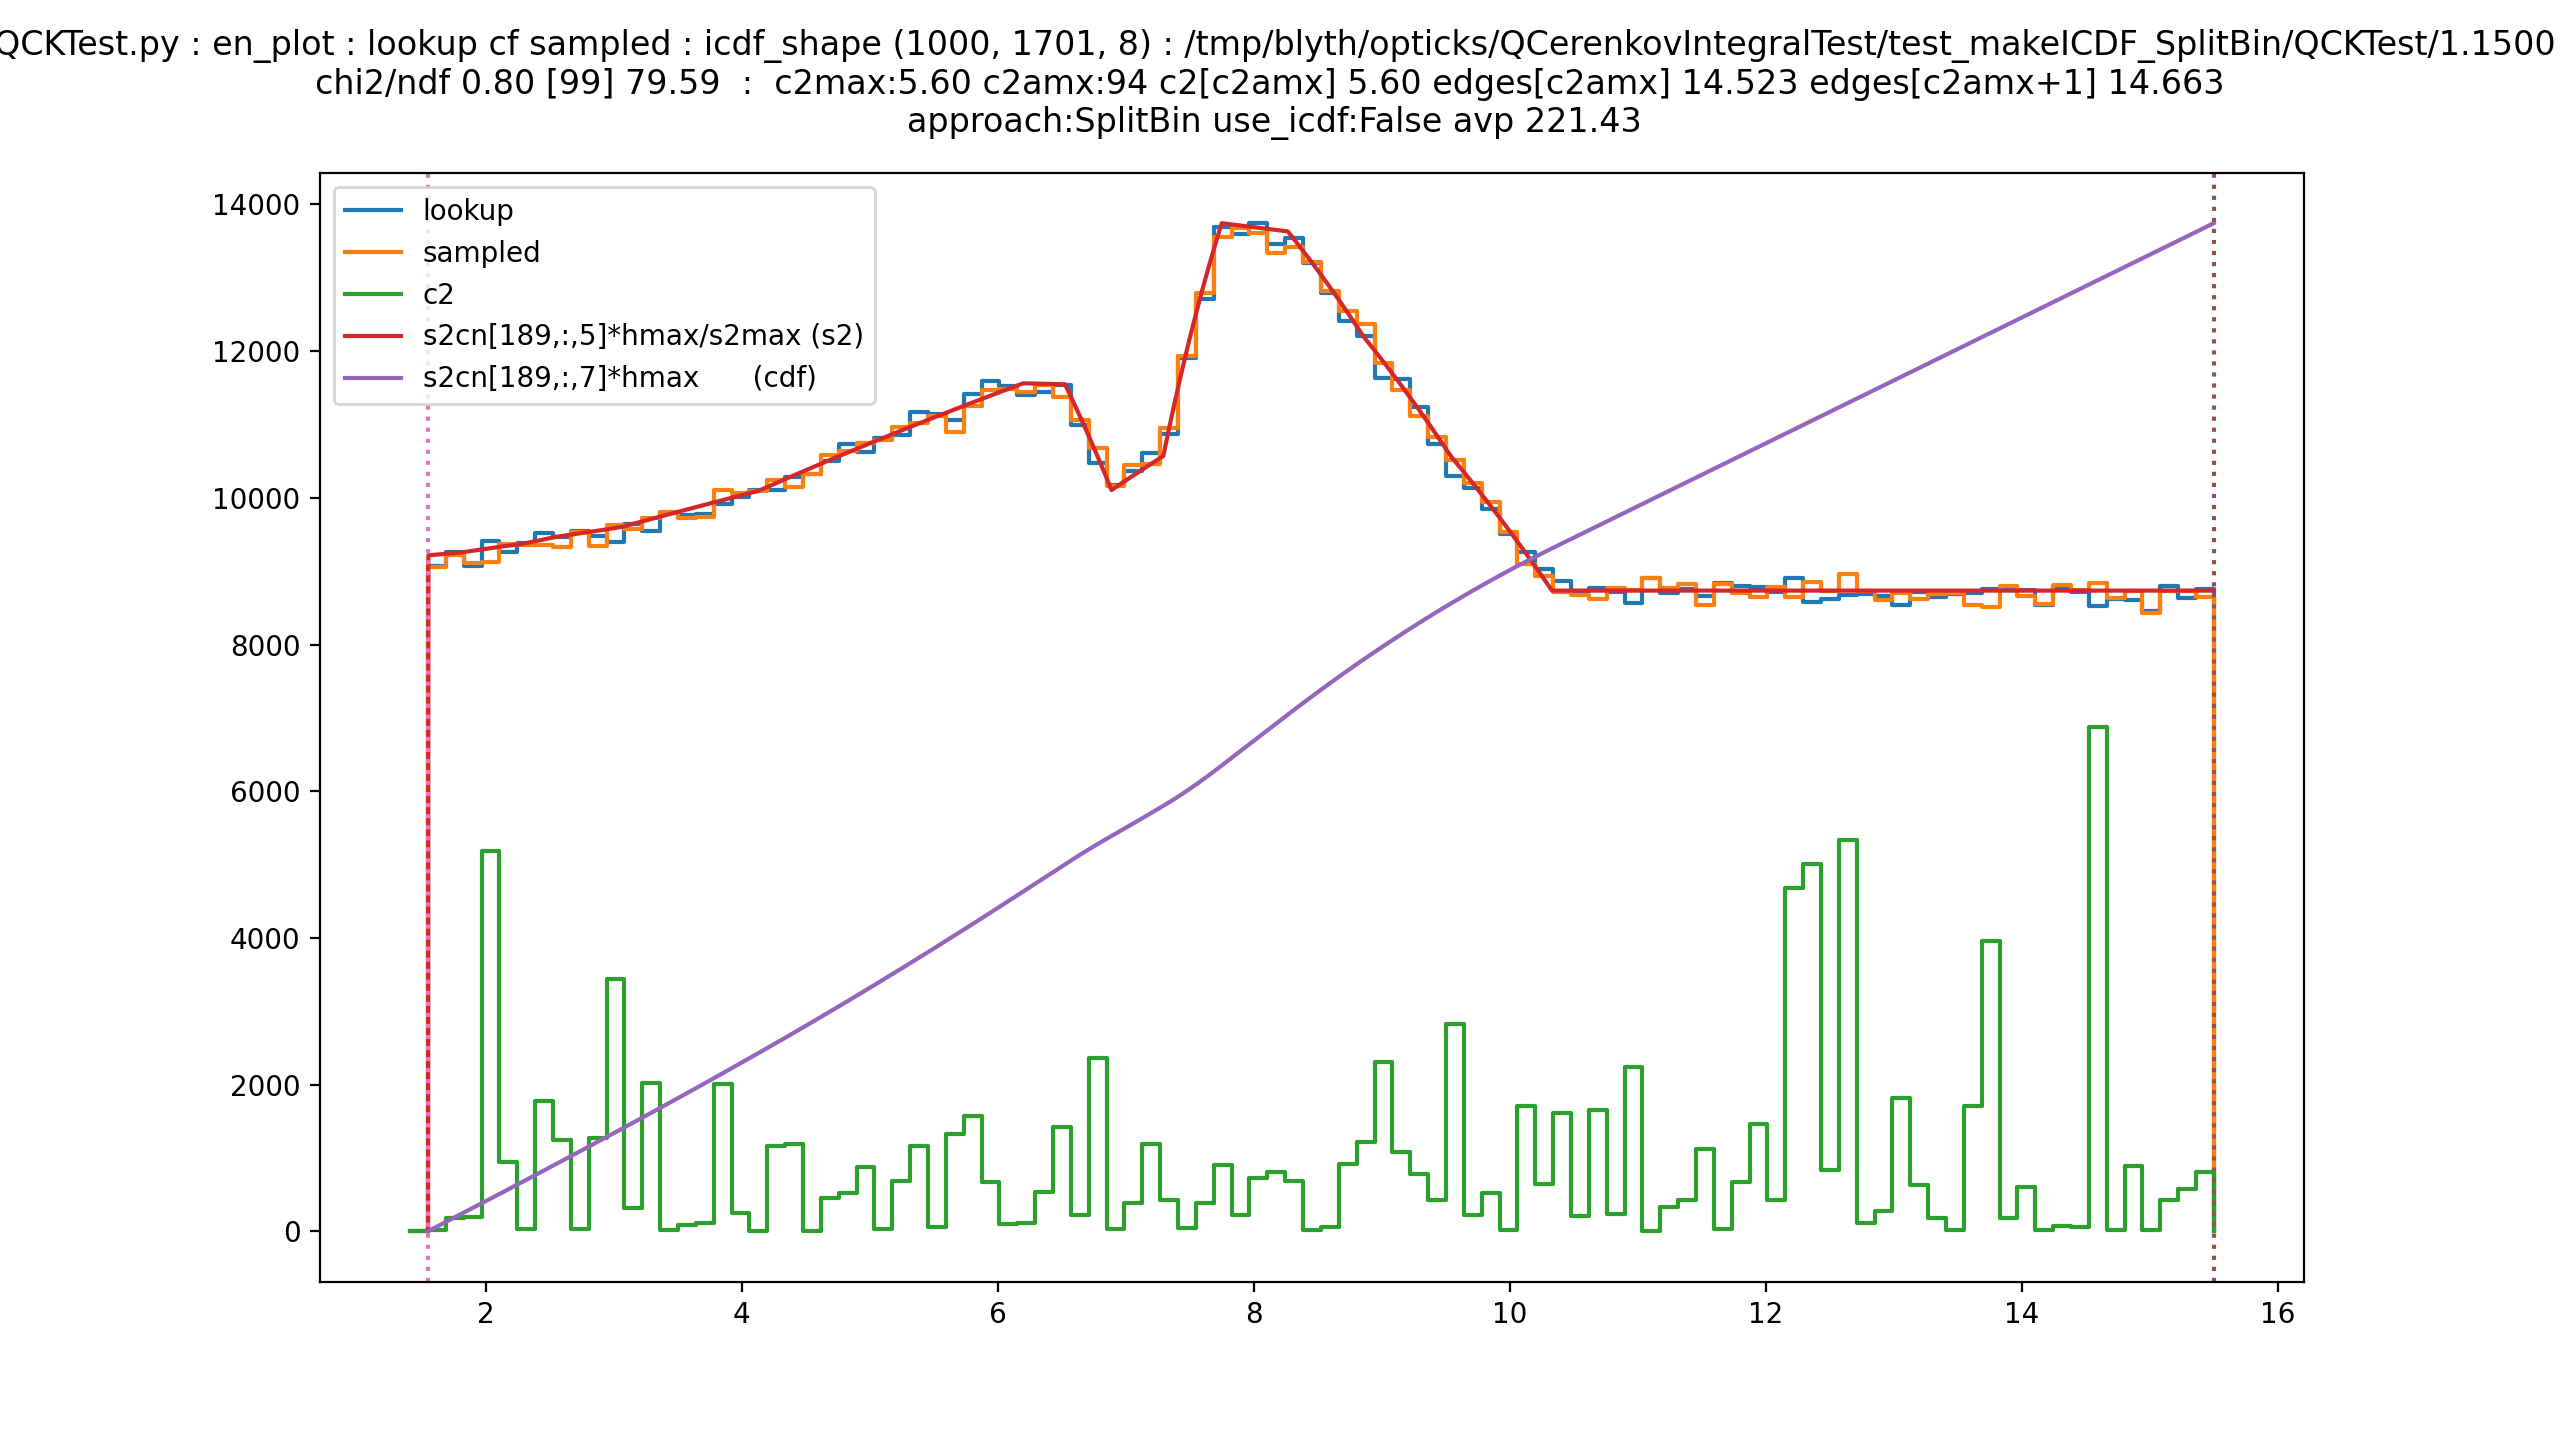 QCKTest.py : en_plot : lookup cf sampled : icdf_shape (1000, 1701, 8) : /tmp/blyth/opticks/QCerenkovIntegralTest/test_makeICDF_SplitBin/QCKTest/1.1500
chi2/ndf 0.80 [99] 79.59  :  c2max:5.60 c2amx:94 c2[c2amx] 5.60 edges[c2amx] 14.523 edges[c2amx+1] 14.663
approach:SplitBin use_icdf:False avp 221.43
lookup
sampled
c2
s2cn[189,:,5]*hmax/s2max (s2)
s2cn[189,:,7]*hmax      (cdf)
14000
12000
10000
8000
6000
4000
2000
0
2 4 6 8 10 12 14 16